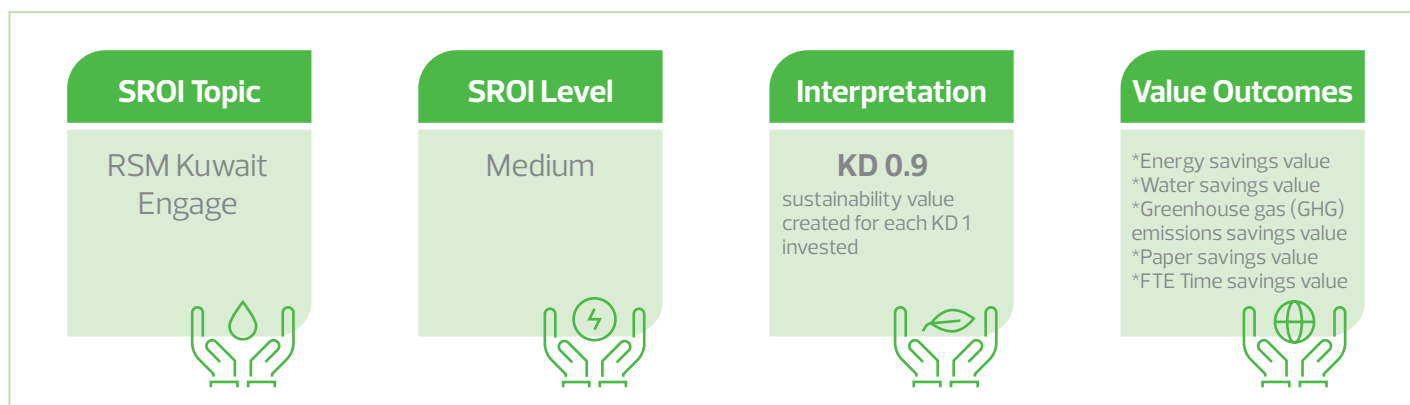 SROI Topic
RSM Kuwait
Engage
SROI Level
Medium
Interpretation
KD 0.9
sustainability value
created for each KD 1
invested
Value Outcomes
*Energy savings value
*Water savings value
*Greenhouse gas (GHG)
emissions savings value
*Paper savings value
*FTE Time savings value